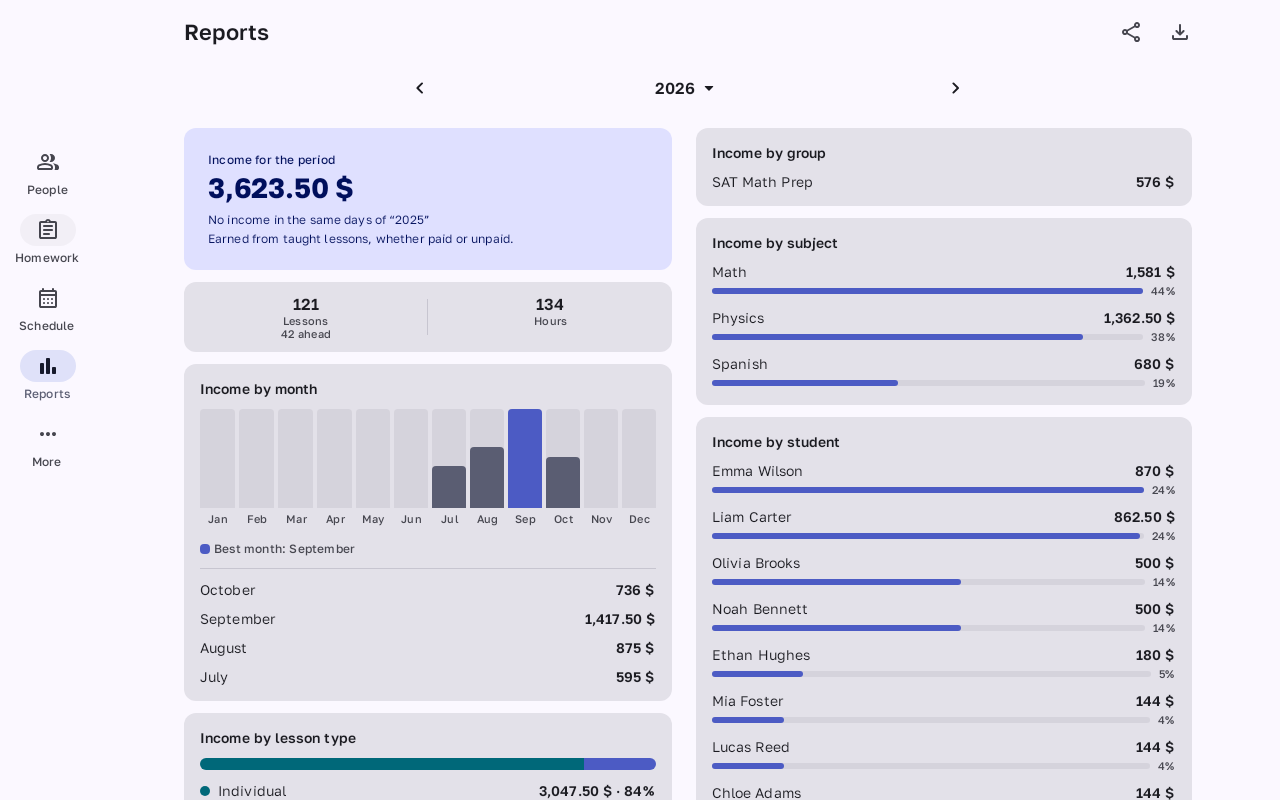 Reports
2026
People
Homework
Schedule
Reports
More
Income for the period
3,623.50 $
No income in the same days of “2025”
Earned from taught lessons, whether paid or unpaid.
121
Lessons
42 ahead
134
Hours
Income by month
Jan Feb Mar Apr May Jun Jul Aug Sep Oct Nov Dec
Best month: September
October 736 $
September 1,417.50 $
August 875 $
July 595 $
Income by lesson type
Individual 3,047.50 $ · 84%
Income by group
SAT Math Prep 576 $
Income by subject
Math 1,581 $
44%
Physics 1,362.50 $
38%
Spanish 680 $
19%
Income by student
Emma Wilson 870 $
24%
Liam Carter 862.50 $
24%
Olivia Brooks 500 $
14%
Noah Bennett 500 $
14%
Ethan Hughes 180 $
5%
Mia Foster 144 $
4%
Lucas Reed 144 $
4%
Chloe Adams 144 $